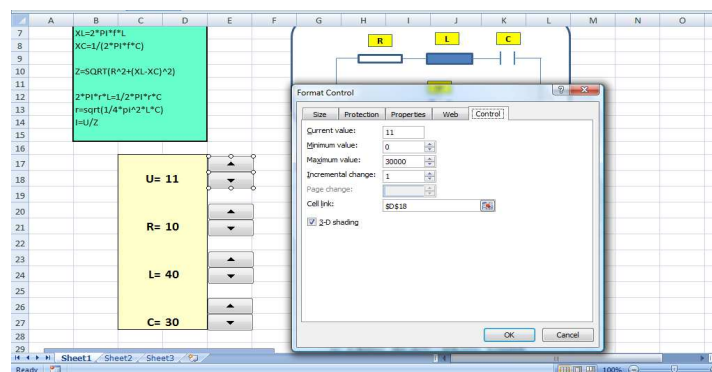 A B C D E F G H I J K L M N O
7 XL=2*PI*f*L
8 XC=1/(2*PI*f*C)
9
10 Z=SQRT(R^2+(XL-XC)^2)
11
12 2*PI*r*L=1/2*PI*r*C
13 r=sqrt(1/4*pi^2*L*C)
14 I=U/Z
15
16
17
18 U= 11
19
20
21 R= 10
22
23
24 L= 40
25
26
27 C= 30
28
29
R L C
Format Control
Size Protection Properties Web Control
Current value: 11
Minimum value: 0
Maximum value: 30000
Incremental change: 1
Page change:
Cell link: $D$18
3-D shading
OK Cancel
Sheet1 Sheet2 Sheet3
Ready 100%